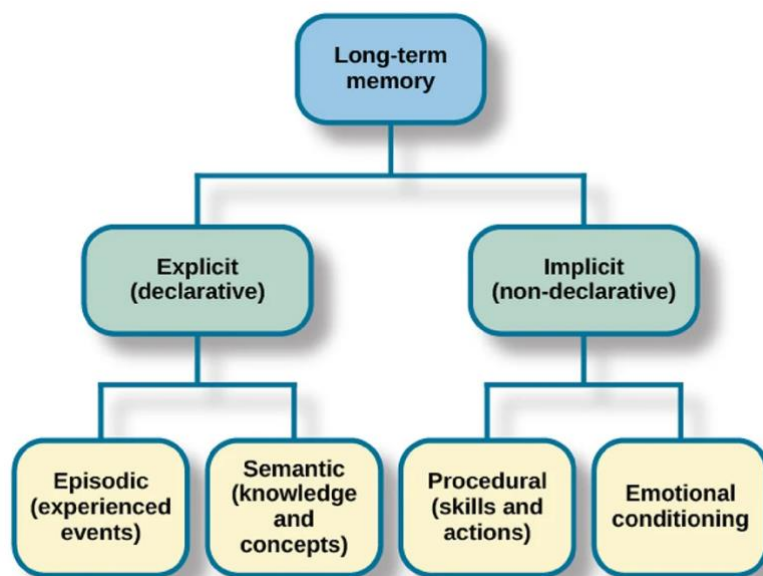 Long-term
memory
Explicit
(declarative)
Implicit
(non-declarative)
Episodic
(experienced
events)
Semantic
(knowledge
and
concepts)
Procedural
(skills and
actions)
Emotional
conditioning